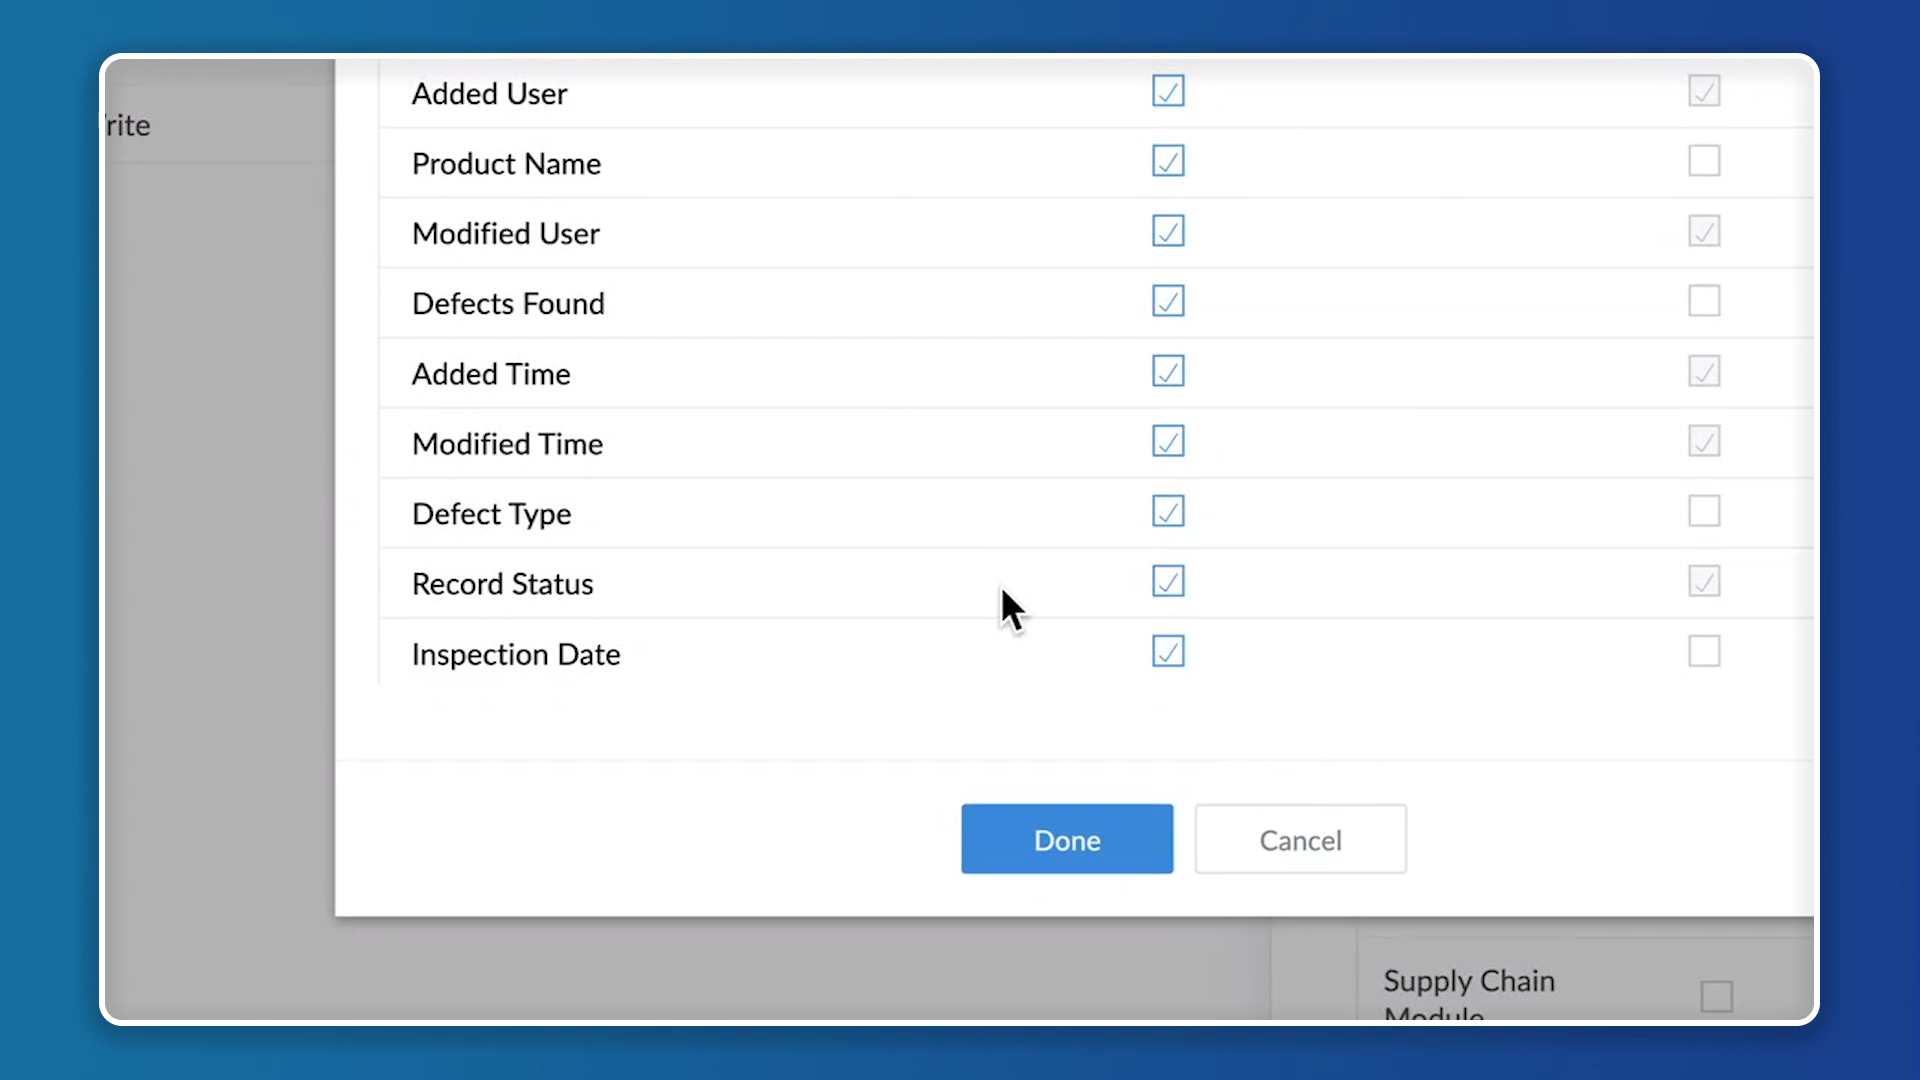 rite
Added User
Product Name
Modified User
Defects Found
Added Time
Modified Time
Defect Type
Record Status
Inspection Date
Done
Cancel
Supply Chain
Module